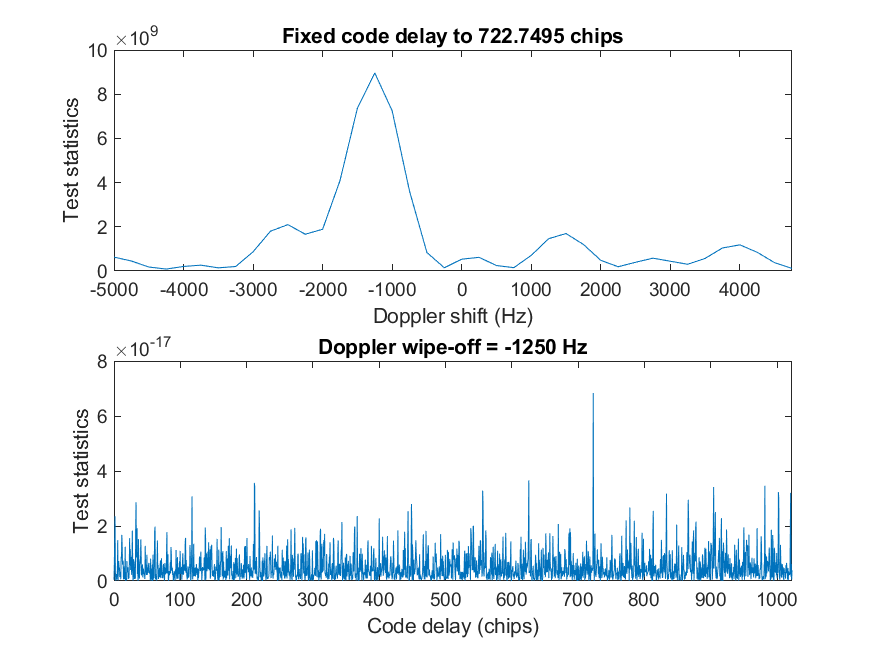 ×10^9
Fixed code delay to 722.7495 chips
10
8
6
4
2
0
Test statistics
-5000 -4000 -3000 -2000 -1000 0 1000 2000 3000 4000
Doppler shift (Hz)
×10^-17
Doppler wipe-off = -1250 Hz
8
6
4
2
0
Test statistics
0 100 200 300 400 500 600 700 800 900 1000
Code delay (chips)